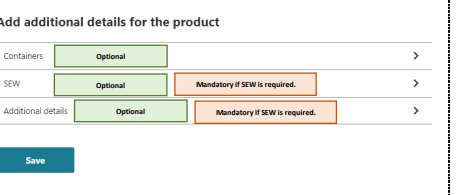 Add additional details for the product
Containers Optional
SEW Optional Mandatory if SEW is required.
Additional details Optional Mandatory if SEW is required.
Save